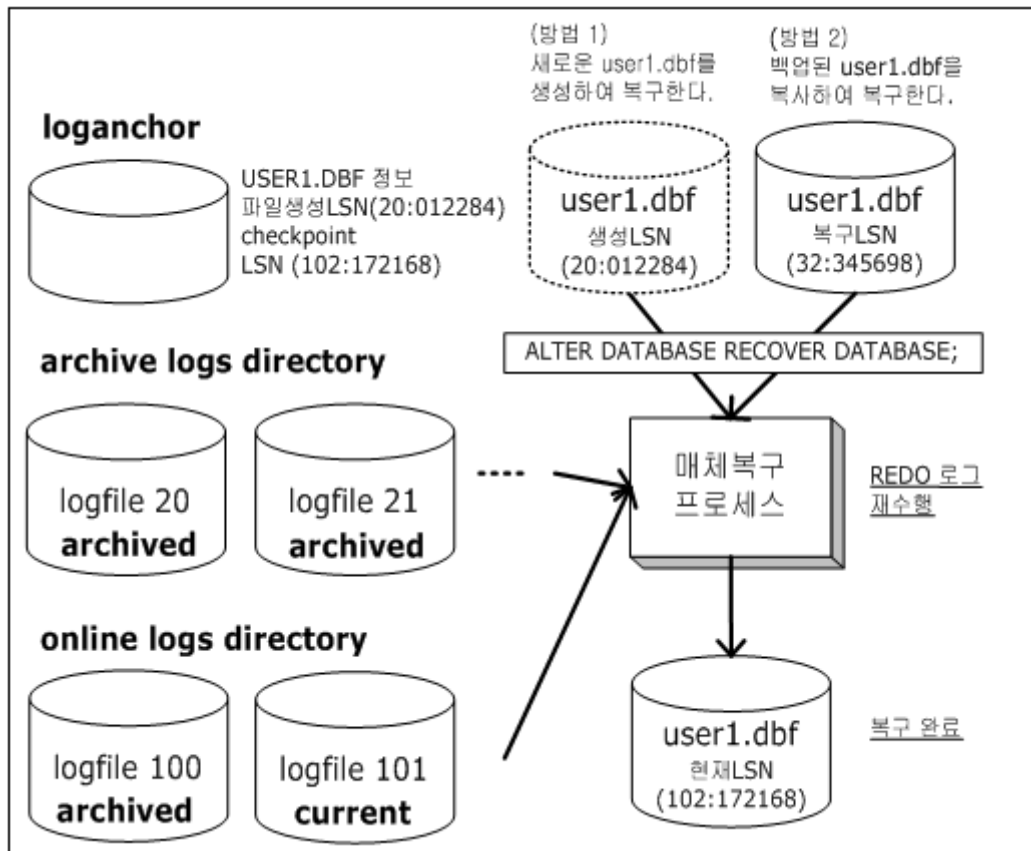 (방법 1)
새로운 user1.dbf를
생성하여 복구한다.
(방법 2)
백업된 user1.dbf을
복사하여 복구한다.
loganchor
USER1.DBF 정보
파일생성LSN(20:012284)
checkpoint
LSN (102:172168)
user1.dbf
생성LSN
(20:012284)
user1.dbf
복구LSN
(32:345698)
ALTER DATABASE RECOVER DATABASE;
archive logs directory
logfile 20
archived
logfile 21
archived
매체복구
프로세스
REDO 로그
재수행
online logs directory
logfile 100
archived
logfile 101
current
user1.dbf
현재LSN
(102:172168)
복구 완료